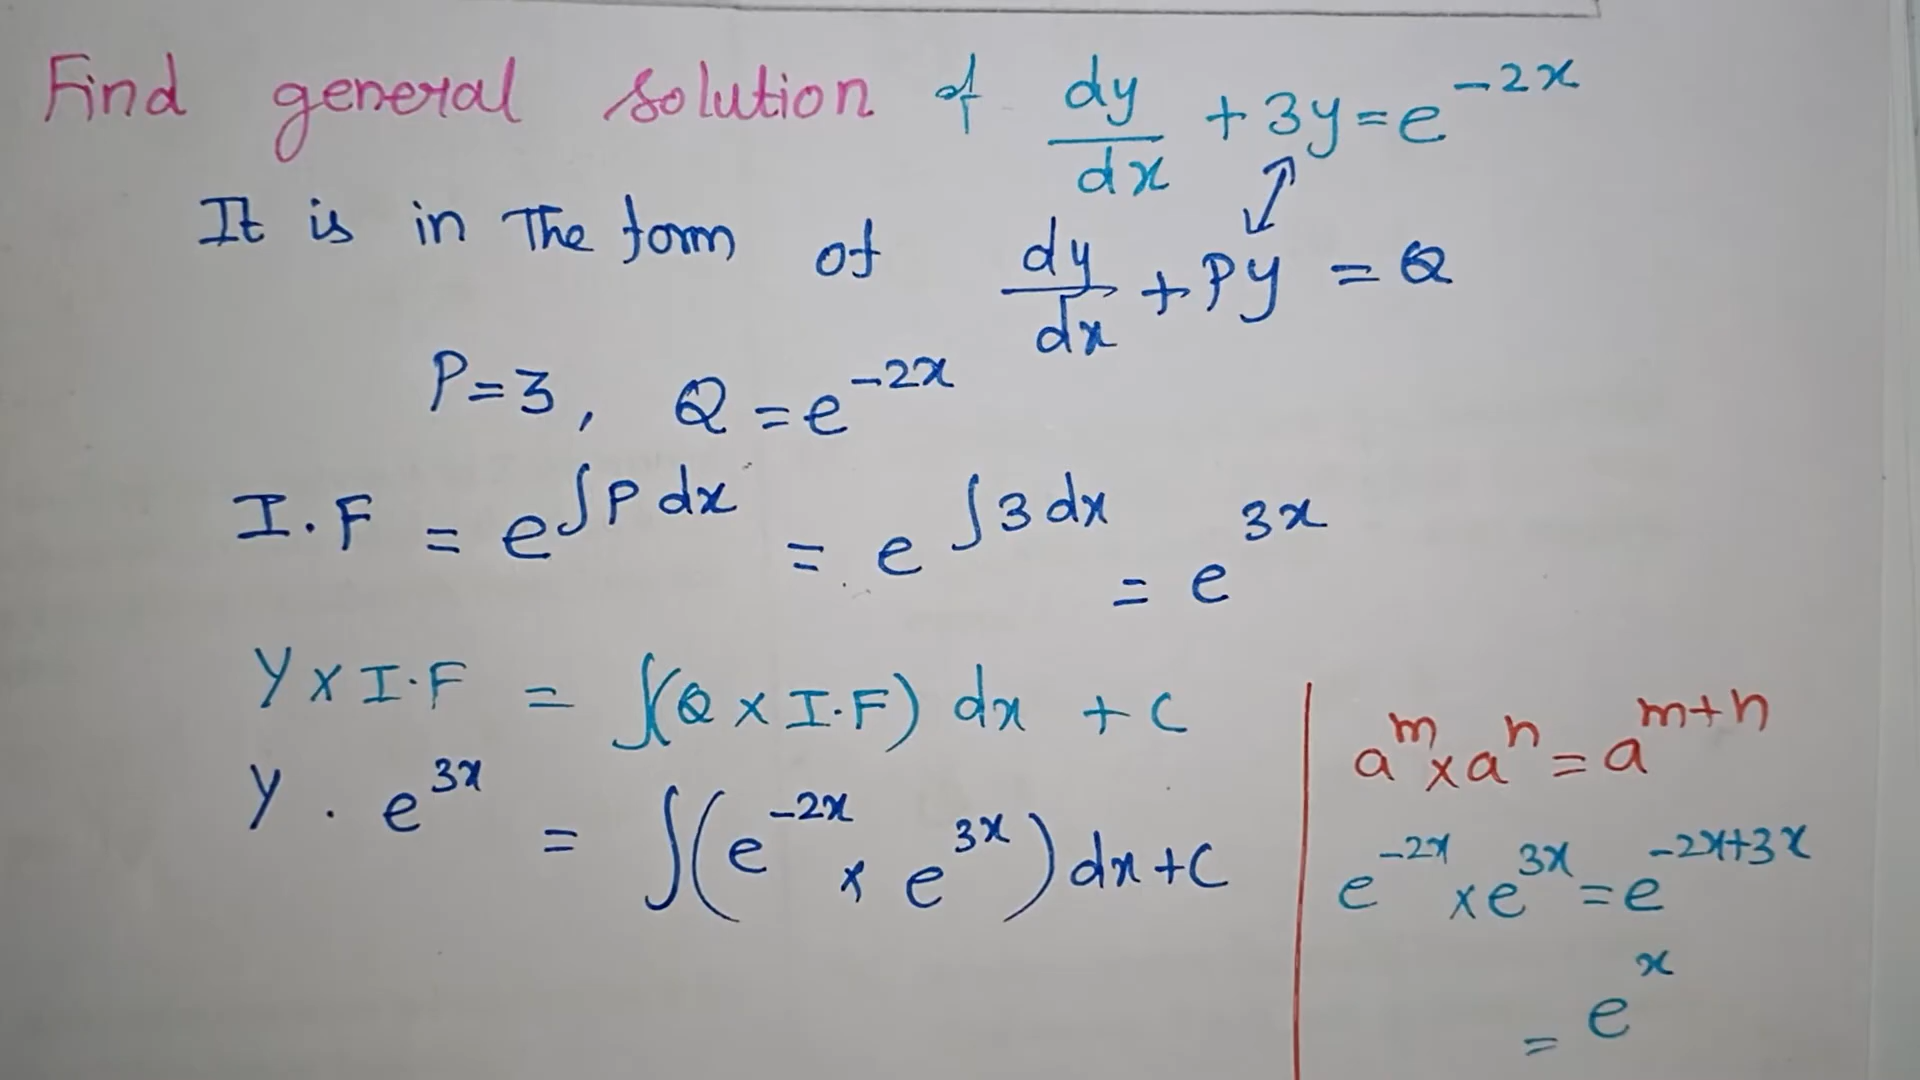 Find general solution of dy/dx + 3y = e^{-2x}
It is in The form of dy/dx + Py = Q
P = 3, Q = e^{-2x}
I.F = e^{∫P dx} = e^{∫3 dx} = e^{3x}
y × I.F = ∫(Q × I.F) dx + c
y . e^{3x} = ∫(e^{-2x} × e^{3x}) dx + c
a^m × a^n = a^{m+n}
e^{-2x} × e^{3x} = e^{-2x+3x}
= e^x